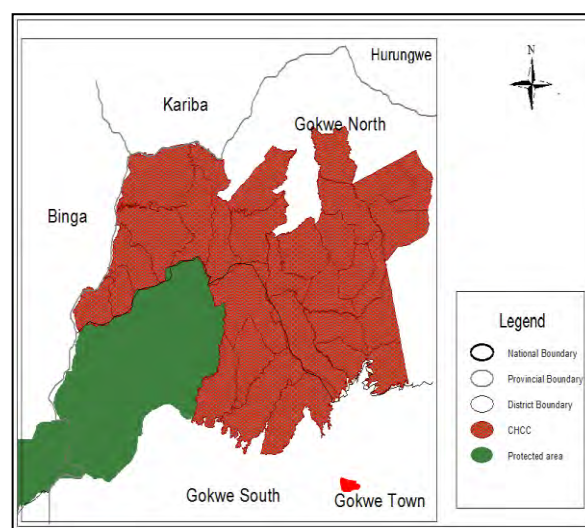 Hurungwe
N
Kariba
Gokwe North
Binga
Legend
National Boundary
Provincial Boundary
District Boundary
CHCC
Protected area
Gokwe South
Gokwe Town